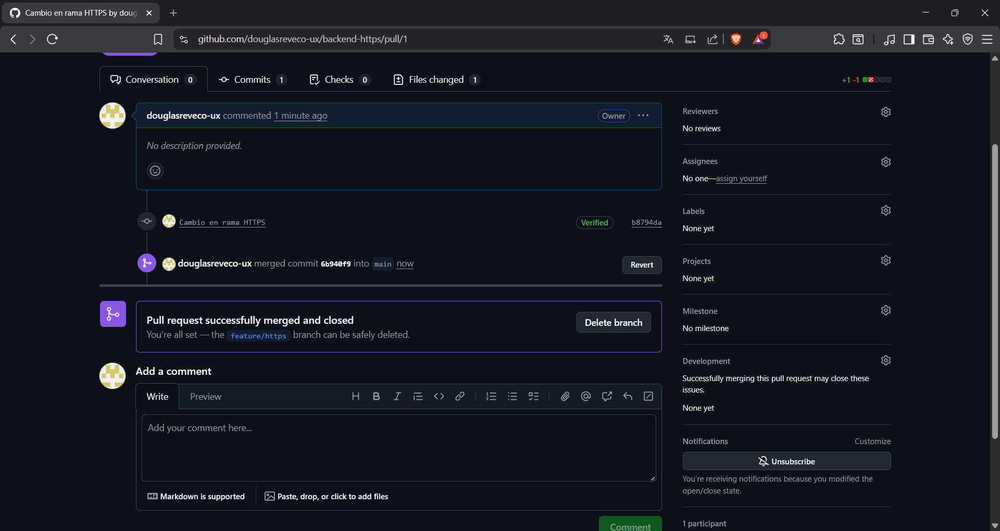 Cambio en rama HTTPS by doug
github.com/douglasreveco-ux/backend-https/pull/1
1
Conversation 0
Commits 1
Checks 0
Files changed 1
+1 -1
douglasreveco-ux commented 1 minute ago
Owner
No description provided.
Cambio en rama HTTPS
Verified
b8794da
douglasreveco-ux merged commit 6b940f9 into main now
Revert
Pull request successfully merged and closed
You're all set — the feature/https branch can be safely deleted.
Delete branch
Add a comment
Write
Preview
Add your comment here...
Markdown is supported
Paste, drop, or click to add files
Comment
Reviewers
No reviews
Assignees
No one—assign yourself
Labels
None yet
Projects
None yet
Milestone
No milestone
Development
Successfully merging this pull request may close these
issues.
None yet
Notifications
Customize
Unsubscribe
You're receiving notifications because you modified the
open/close state.
1 participant